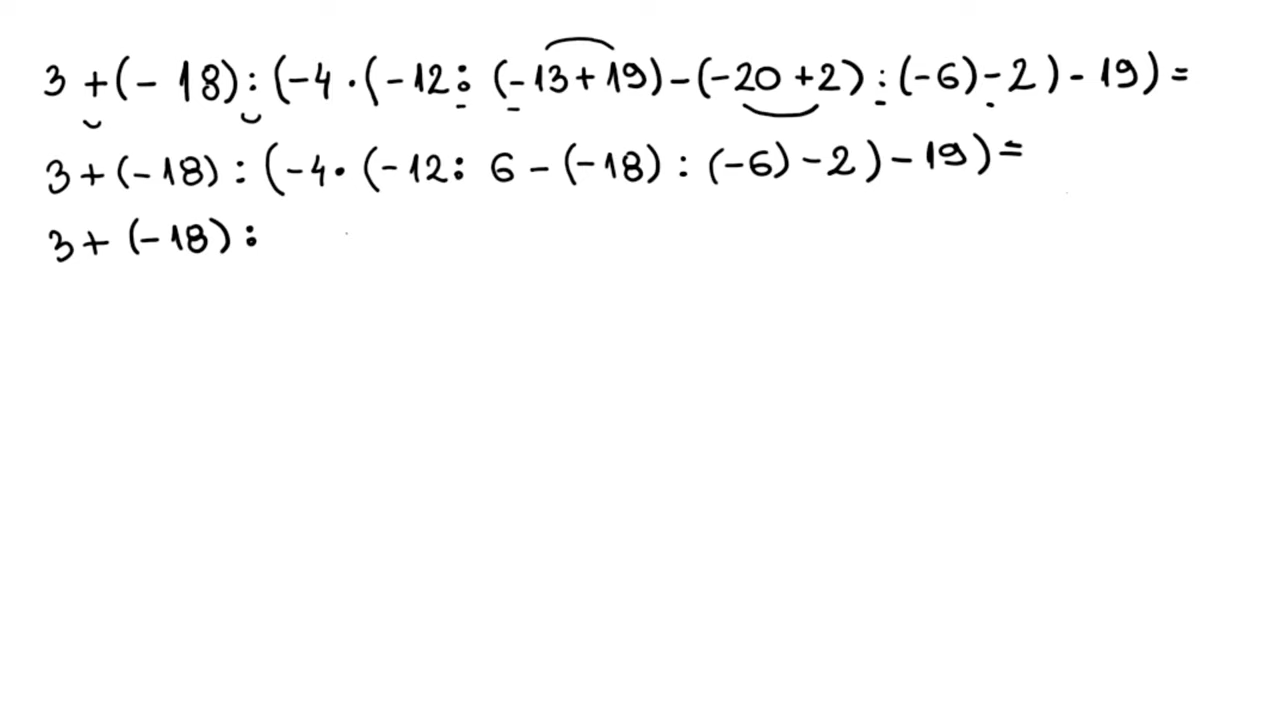 3 + (- 18) : (-4 · (-12 : (-13 + 19) - (-20 + 2) : (-6) - 2) - 19) =
3 + (-18) : (-4 · (-12 : 6 - (-18) : (-6) - 2) - 19) =
3 + (-18) :